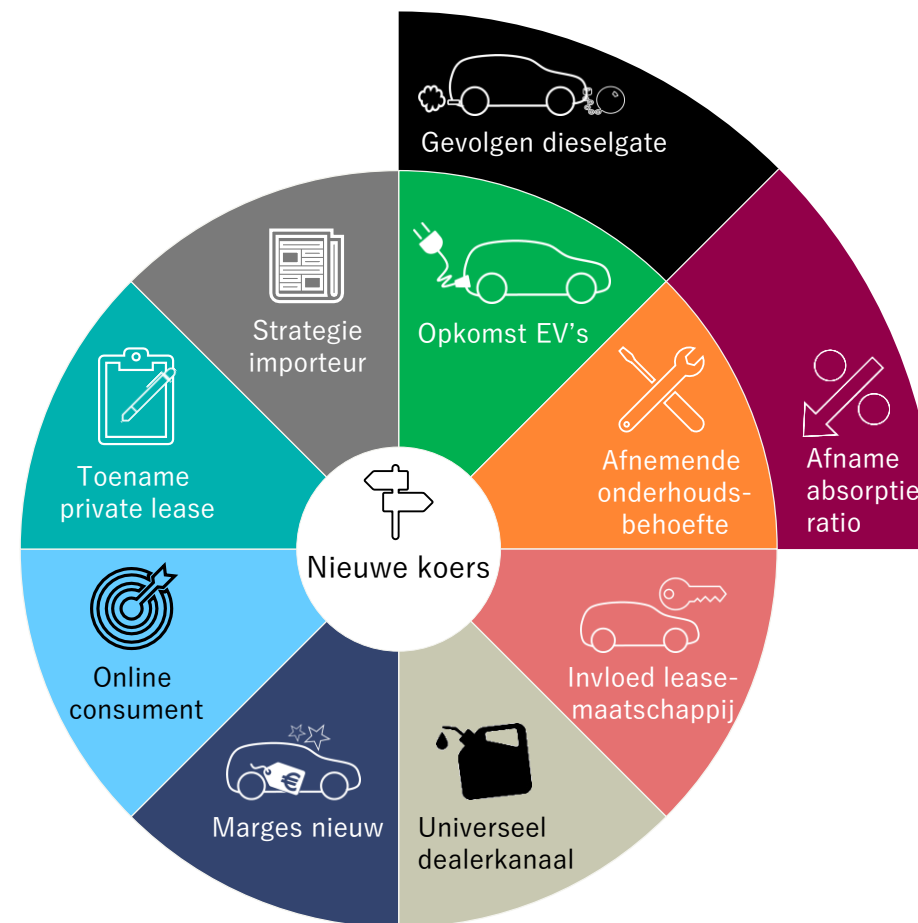 Gevolgen dieselgate
Strategie
importeur
Opkomst EV's
Toename
private lease
Afnemende
onderhouds-
behoefte
Afname
absorptie
ratio
Nieuwe koers
Online
consument
Invloed lease-
maatschappij
€
Marges nieuw
Universeel
dealerkanaal